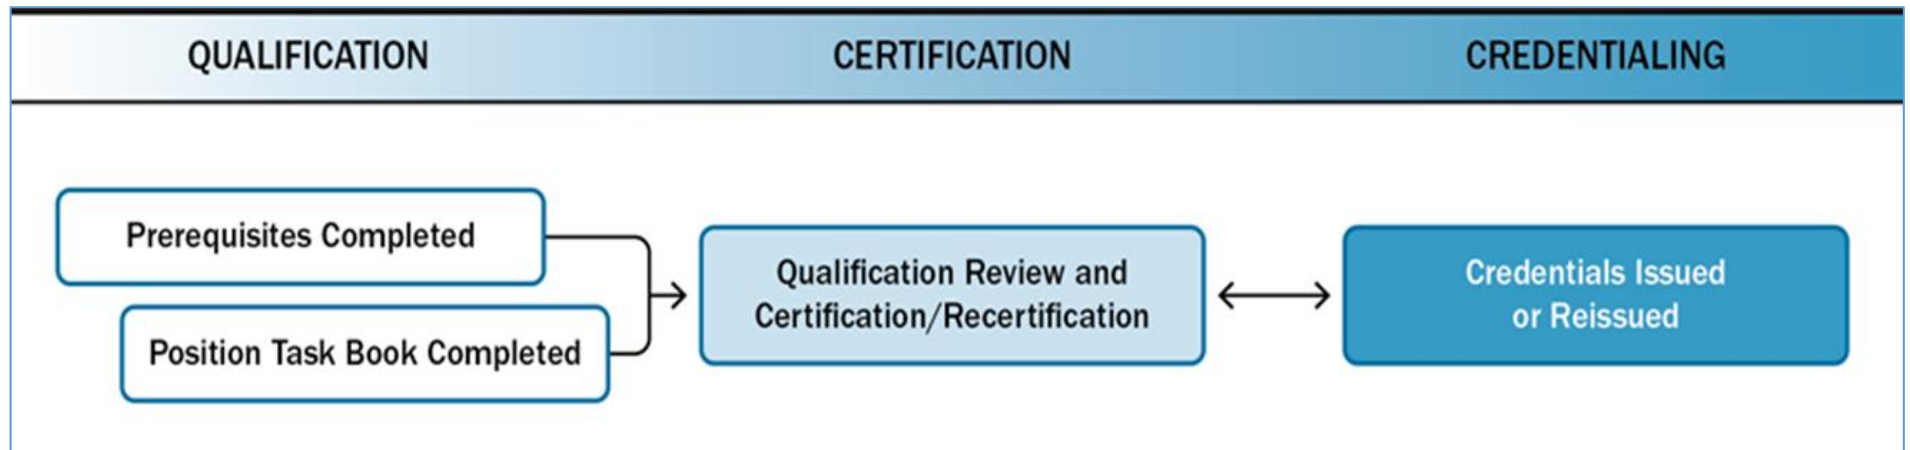 QUALIFICATION
CERTIFICATION
CREDENTIALING
Prerequisites Completed
Position Task Book Completed
Qualification Review and
Certification/Recertification
Credentials Issued
or Reissued